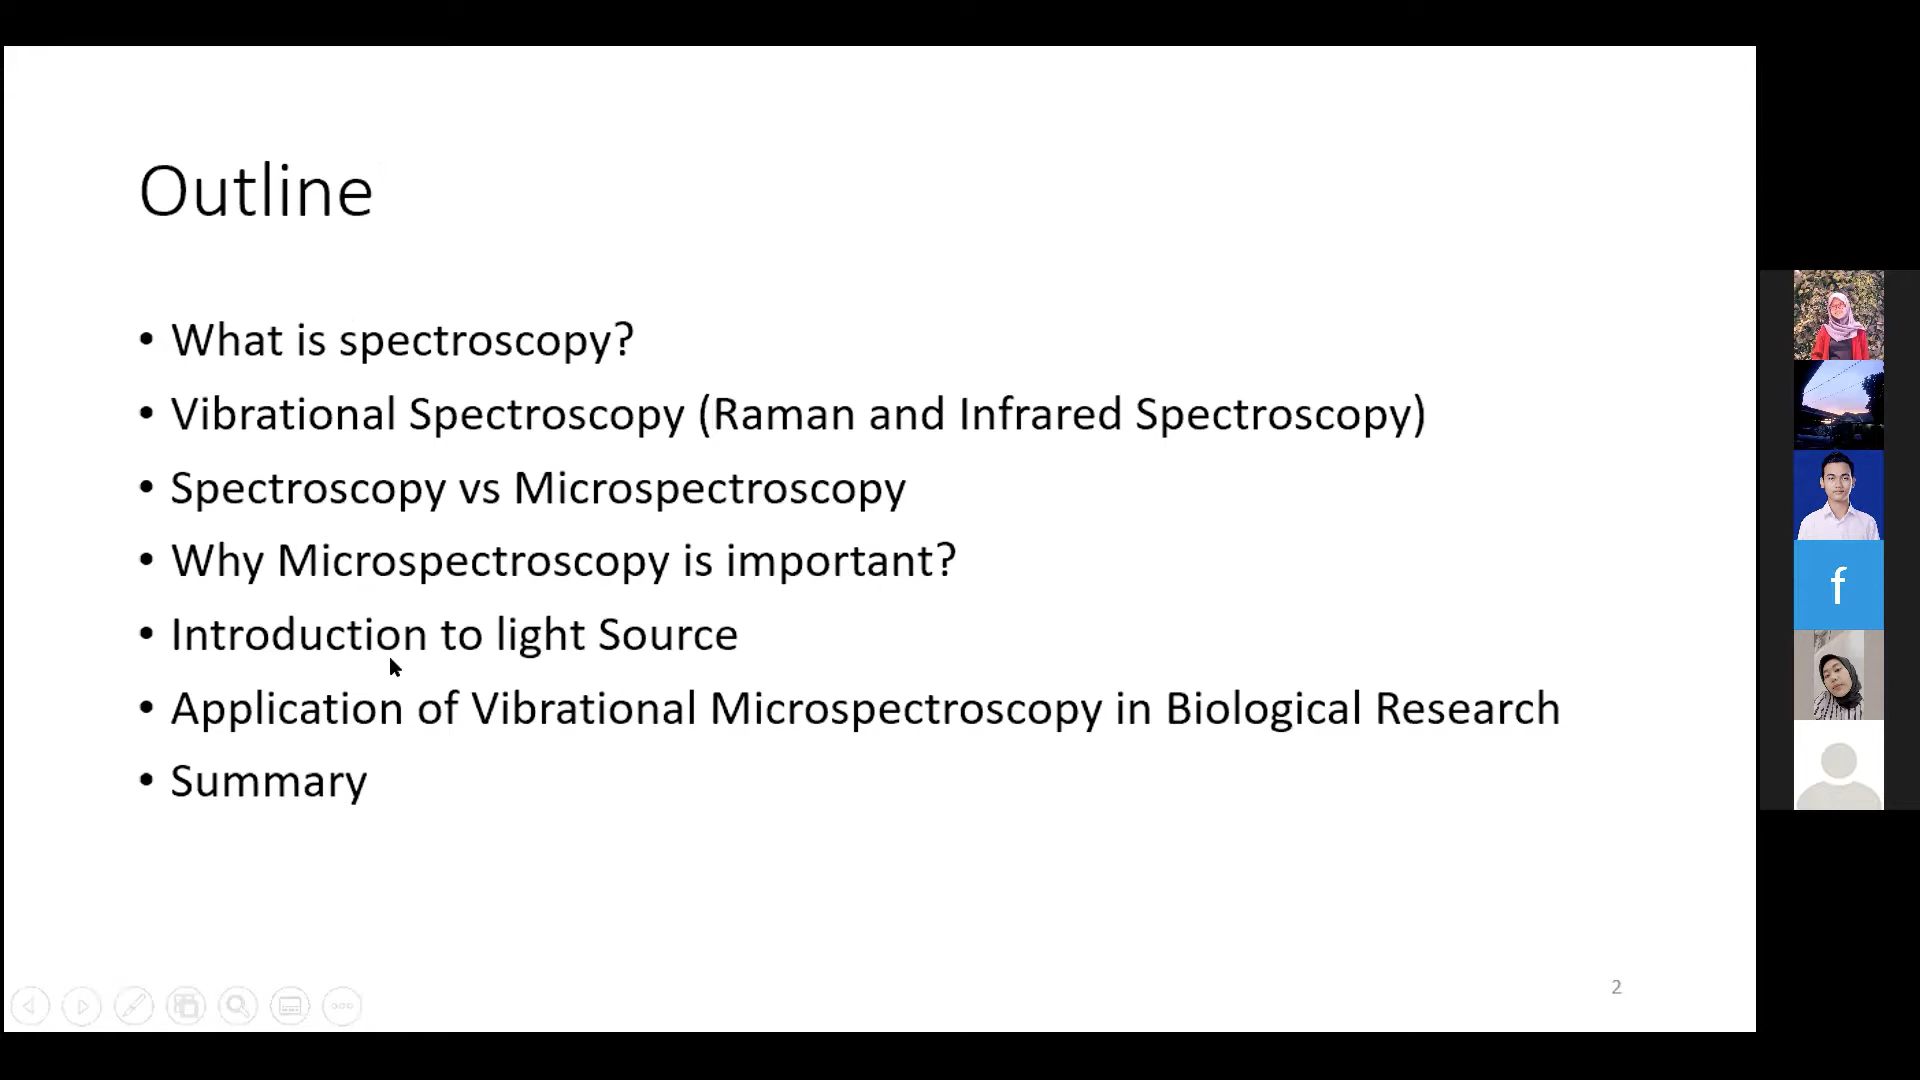 Outline
• What is spectroscopy?
• Vibrational Spectroscopy (Raman and Infrared Spectroscopy)
• Spectroscopy vs Microspectroscopy
• Why Microspectroscopy is important?
• Introduction to light Source
• Application of Vibrational Microspectroscopy in Biological Research
• Summary
2
f